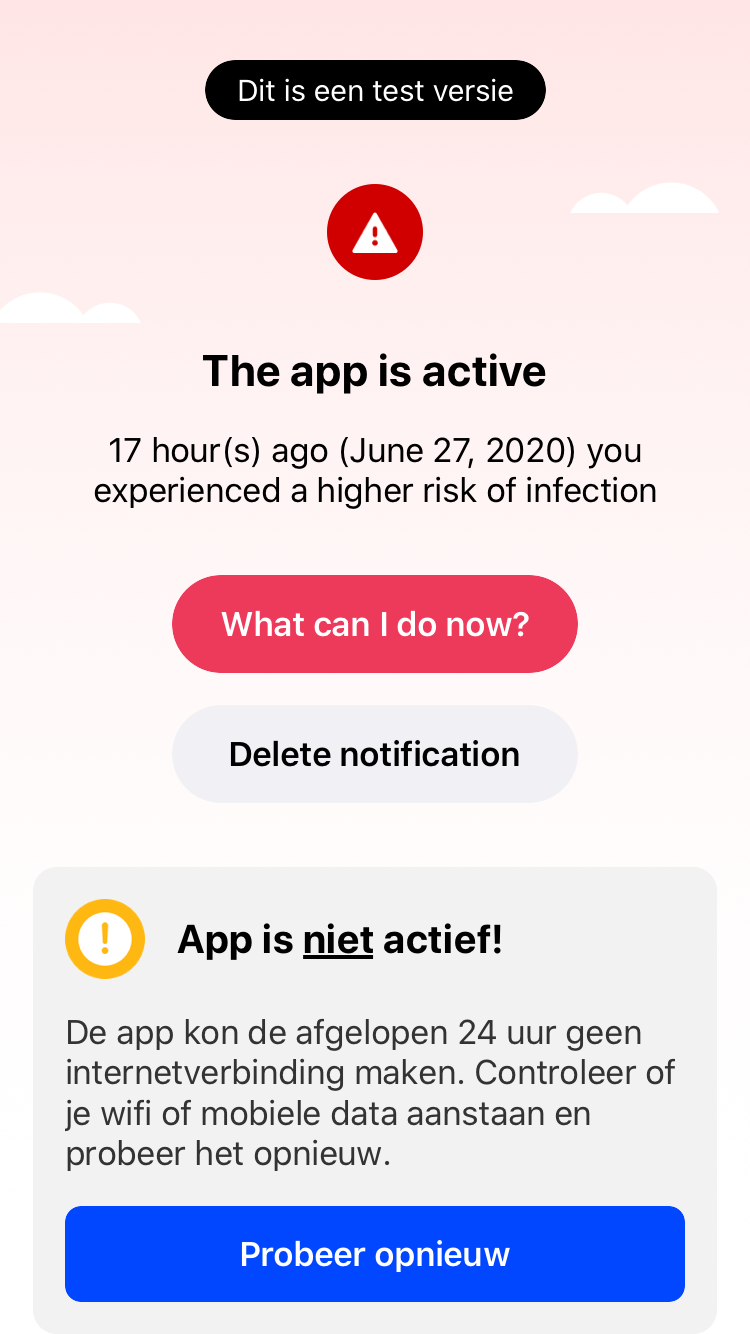 Dit is een test versie
The app is active
17 hour(s) ago (June 27, 2020) you
experienced a higher risk of infection
What can I do now?
Delete notification
App is niet actief!
De app kon de afgelopen 24 uur geen
internetverbinding maken. Controleer of
je wifi of mobiele data aanstaan en
probeer het opnieuw.
Probeer opnieuw